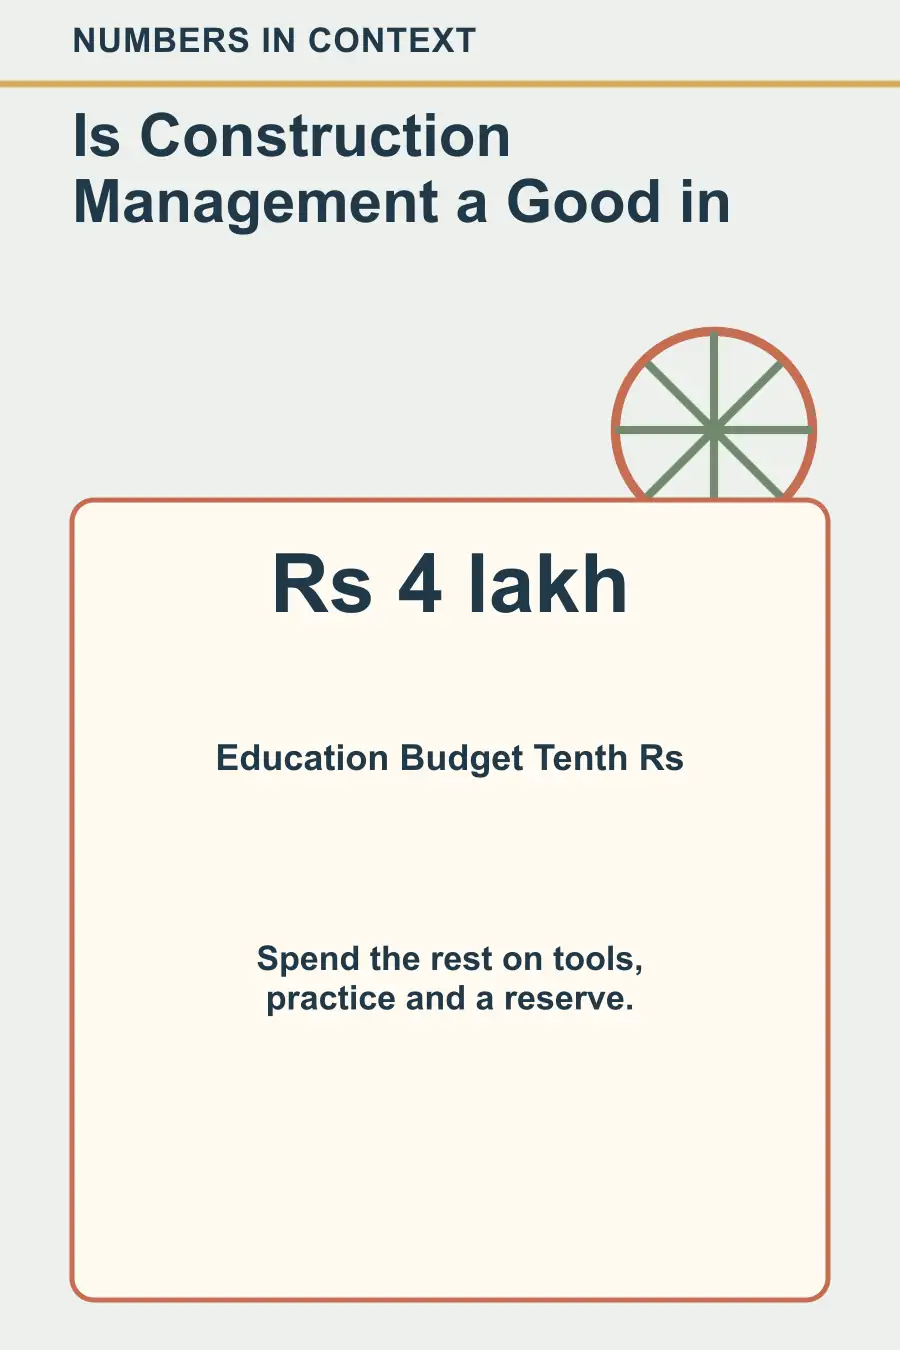 NUMBERS IN CONTEXT
Is Construction
Management a Good in
Rs 4 lakh
Education Budget Tenth Rs
Spend the rest on tools,
practice and a reserve.